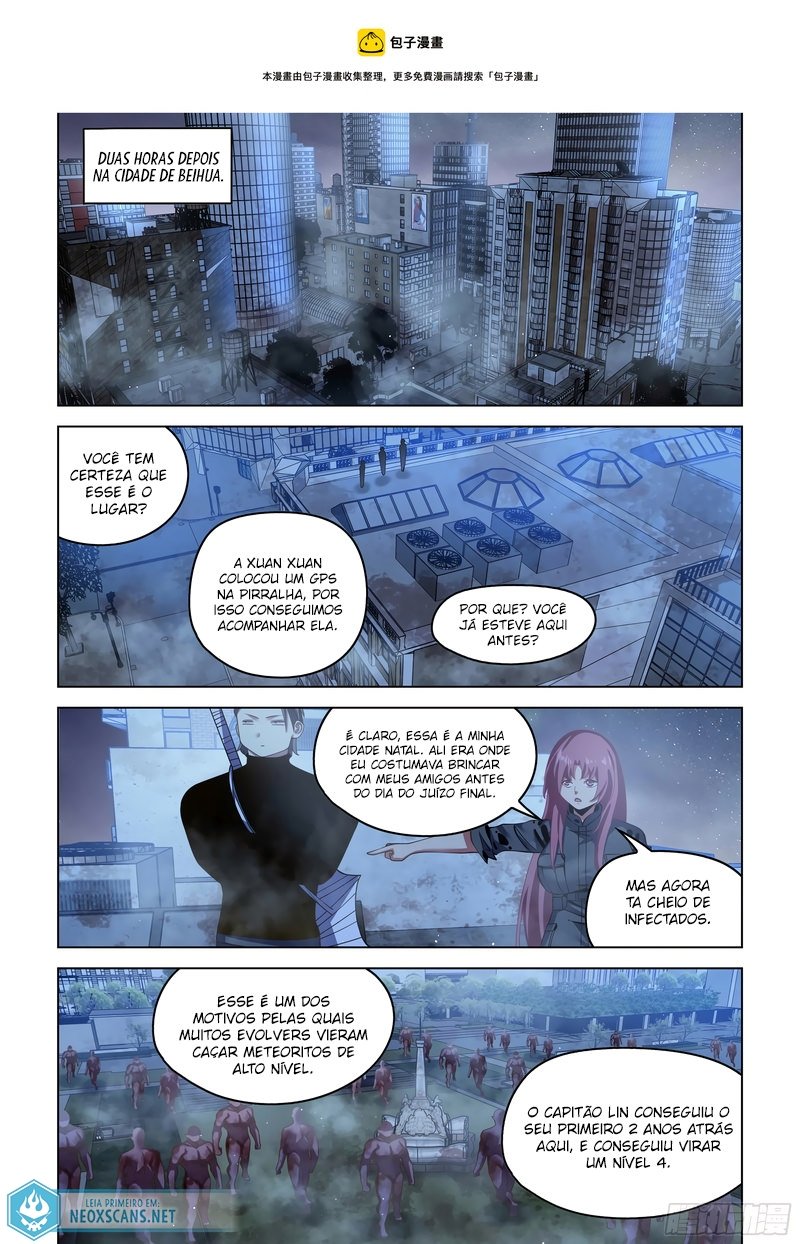 包子漫畫
本漫畫由包子漫畫收集整理，更多免費漫画請搜索「包子漫畫」
DUAS HORAS DEPOIS
NA CIDADE DE BEIHUA.
VOCÊ TEM
CERTEZA QUE
ESSE É O
LUGAR?
A XUAN XUAN
COLOCOU UM GPS
NA PIRRALHA, POR
ISSO CONSEGUIMOS
ACOMPANHAR ELA.
POR QUE? VOCÊ
JÁ ESTEVE AQUI
ANTES?
É CLARO, ESSA É A MINHA
CIDADE NATAL. ALI ERA ONDE
EU COSTUMAVA BRINCAR
COM MEUS AMIGOS ANTES
DO DIA DO JUÍZO FINAL.
MAS AGORA
TA CHEIO DE
INFECTADOS.
ESSE É UM DOS
MOTIVOS PELAS QUAIS
MUITOS EVOLVERS VIERAM
CAÇAR METEORITOS DE
ALTO NÍVEL.
O CAPITÃO LIN CONSEGUIU O
SEU PRIMEIRO 2 ANOS ATRÁS
AQUI, E CONSEGUIU VIRAR
UM NÍVEL 4.
LEIA PRIMEIRO EM:
NEOXSCANS.NET
腾讯动漫